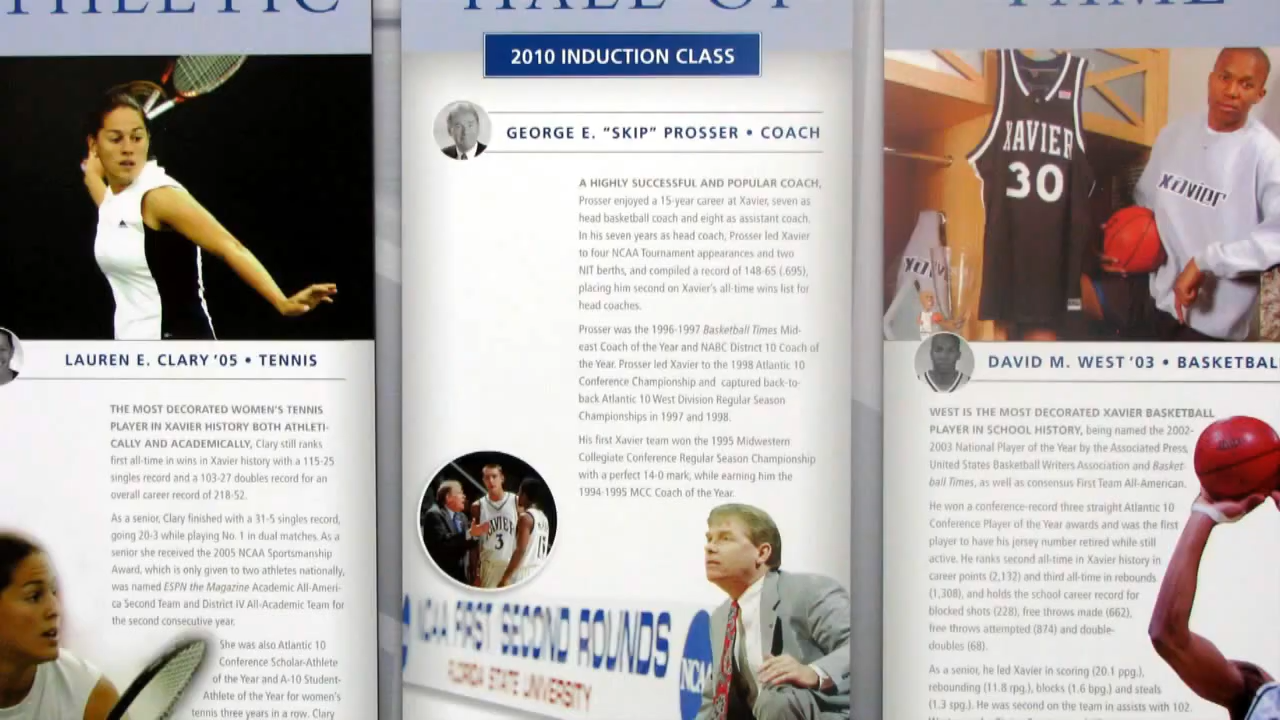 HLETIC
HALL OF
FAME
LAUREN E. CLARY '05 • TENNIS
THE MOST DECORATED WOMEN'S TENNIS
PLAYER IN XAVIER HISTORY BOTH ATHLETI-
CALLY AND ACADEMICALLY, Clary still ranks
first all-time in wins in Xavier history with a 115-25
singles record and a 103-27 doubles record for an
overall career record of 218-52.
As a senior, Clary finished with a 31-5 singles record,
going 20-3 while playing No. 1 in dual matches. As a
senior she received the 2005 NCAA Sportsmanship
Award, which is only given to two athletes nationally,
was named ESPN the Magazine Academic All-Ameri-
ca Second Team and District IV All-Academic Team for
the second consecutive year.
She was also Atlantic 10
Conference Scholar-Athlete
of the Year and A-10 Student-
Athlete of the Year for women's
tennis three years in a row. Clary
2010 INDUCTION CLASS
GEORGE E. "SKIP" PROSSER • COACH
A HIGHLY SUCCESSFUL AND POPULAR COACH,
Prosser enjoyed a 15-year career at Xavier, seven as
head basketball coach and eight as assistant coach.
In his seven years as head coach, Prosser led Xavier
to four NCAA Tournament appearances and two
NIT berths, and compiled a record of 148-65 (.695),
placing him second on Xavier's all-time wins list for
head coaches.
Prosser was the 1996-1997 Basketball Times Mid-
east Coach of the Year and NABC District 10 Coach of
the Year. Prosser led Xavier to the 1998 Atlantic 10
Conference Championship and captured back-to-
back Atlantic 10 West Division Regular Season
Championships in 1997 and 1998.
His first Xavier team won the 1995 Midwestern
Collegiate Conference Regular Season Championship
with a perfect 14-0 mark, while earning him the
1994-1995 MCC Coach of the Year.
XAVIER
3
NCAA FIRST SECOND ROUNDS
FLORIDA STATE UNIVERSITY
NCAA
XAVIER
30
XAVIER
DAVID M. WEST '03 • BASKETBAL
WEST IS THE MOST DECORATED XAVIER BASKETBALL
PLAYER IN SCHOOL HISTORY, being named the 2002-
2003 National Player of the Year by the Associated Press,
United States Basketball Writers Association and Basket-
ball Times, as well as consensus First Team All-American.
He won a conference-record three straight Atlantic 10
Conference Player of the Year awards and was the first
player to have his jersey number retired while still
active. He ranks second all-time in Xavier history in
career points (2,132) and third all-time in rebounds
(1,308), and holds the school career record for
blocked shots (228), free throws made (662),
free throws attempted (874) and double-
doubles (68).
As a senior, he led Xavier in scoring (20.1 ppg.),
rebounding (11.8 rpg.), blocks (1.6 bpg.) and steals
(1.3 spg.). He was second on the team in assists with 102.